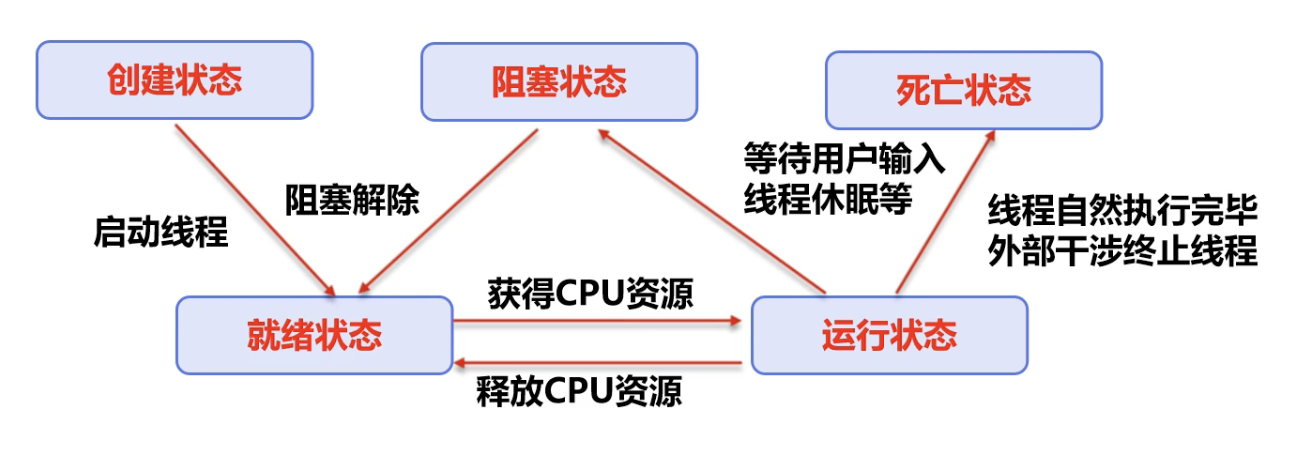 创建状态
阻塞状态
死亡状态
等待用户输入
线程休眠等
阻塞解除
启动线程
线程自然执行完毕
外部干涉终止线程
获得CPU资源
就绪状态
运行状态
释放CPU资源